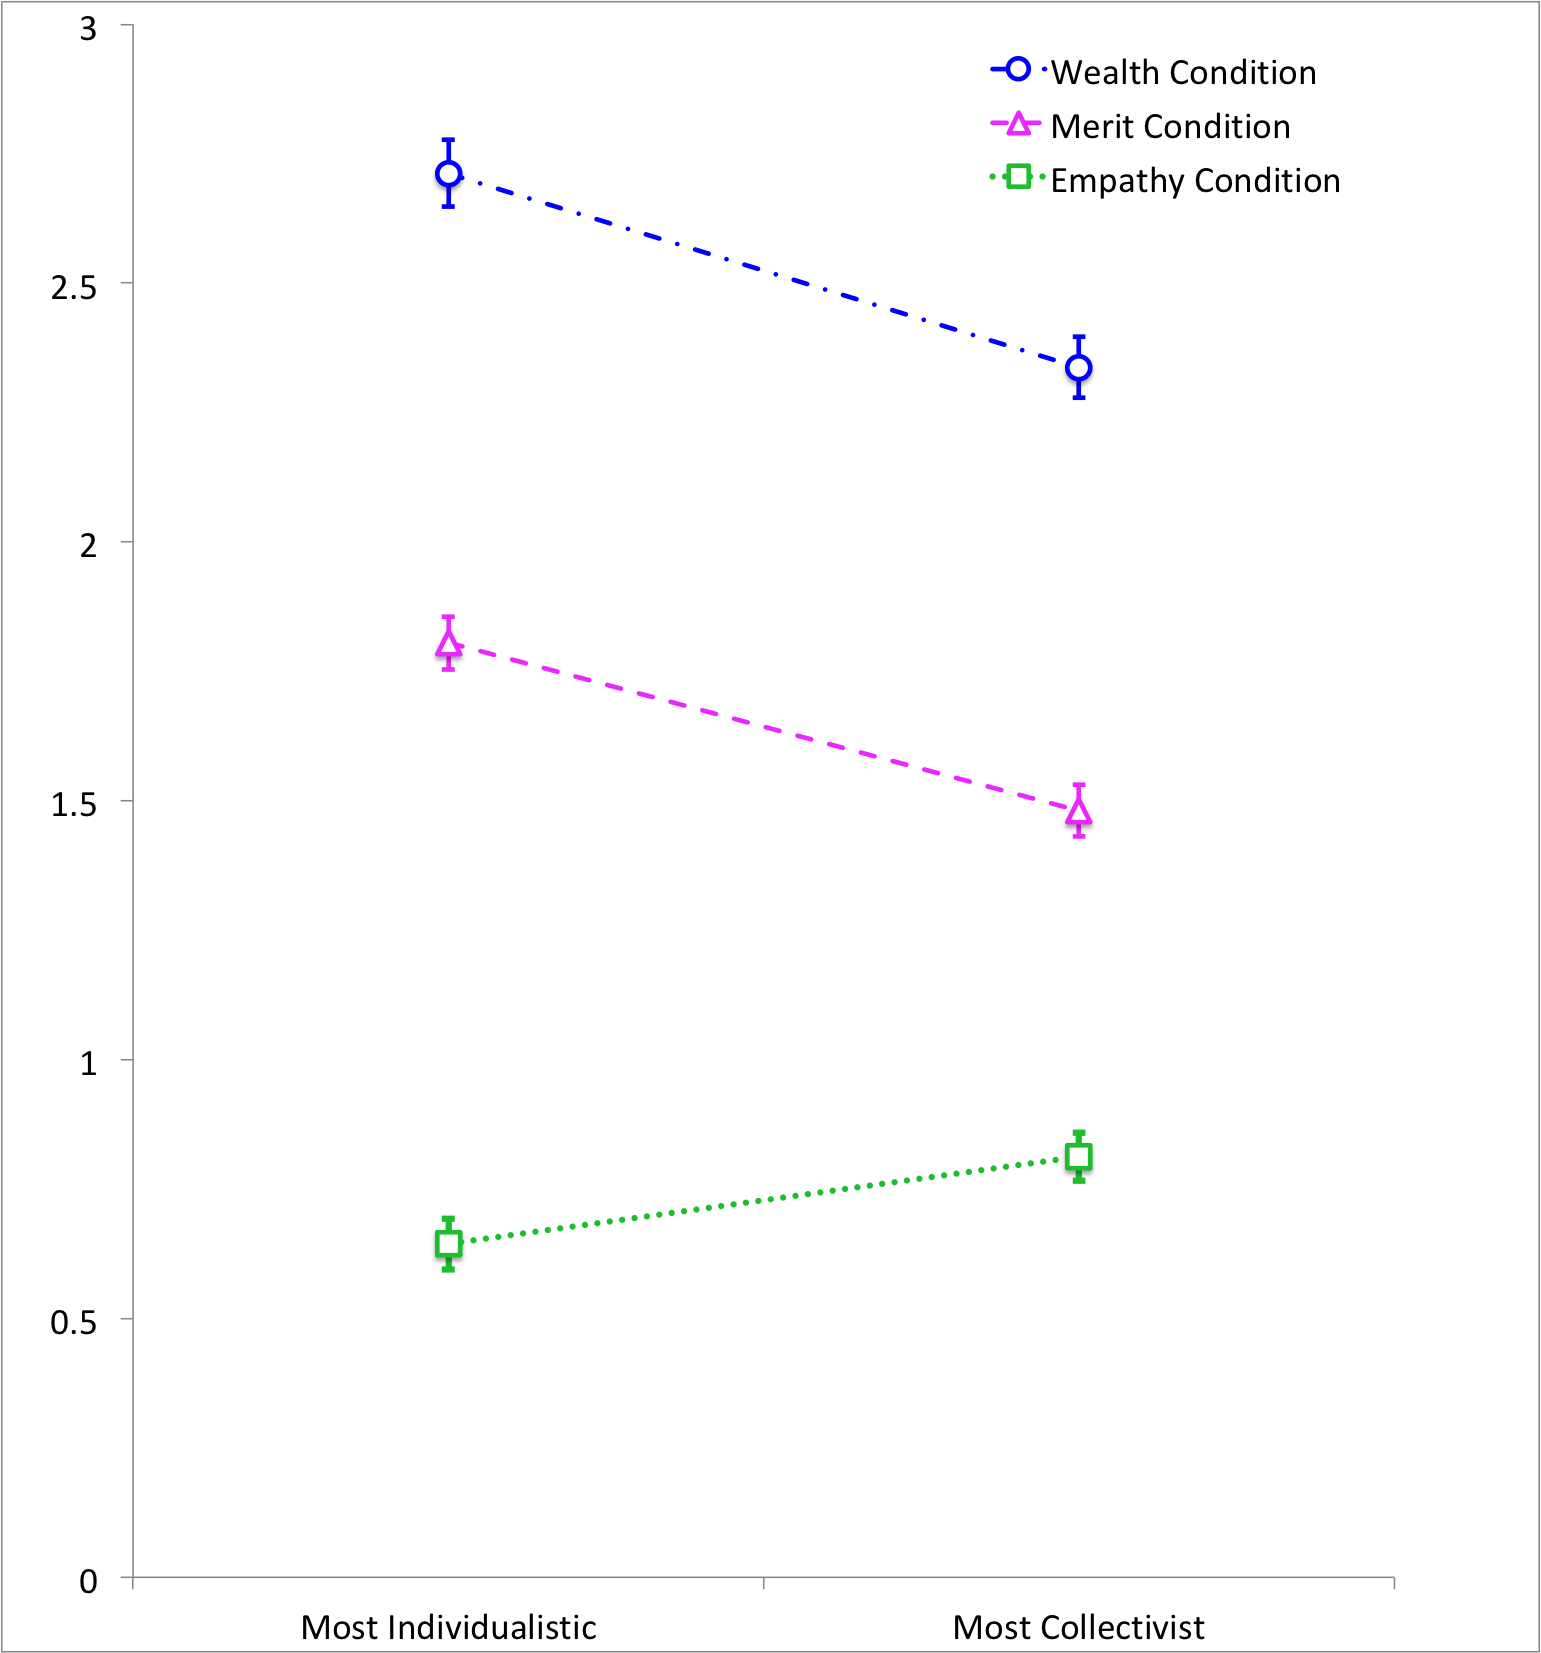 3
Wealth Condition
Merit Condition
Empathy Condition
2.5
2
1.5
1
0.5
0
Most Individualistic
Most Collectivist